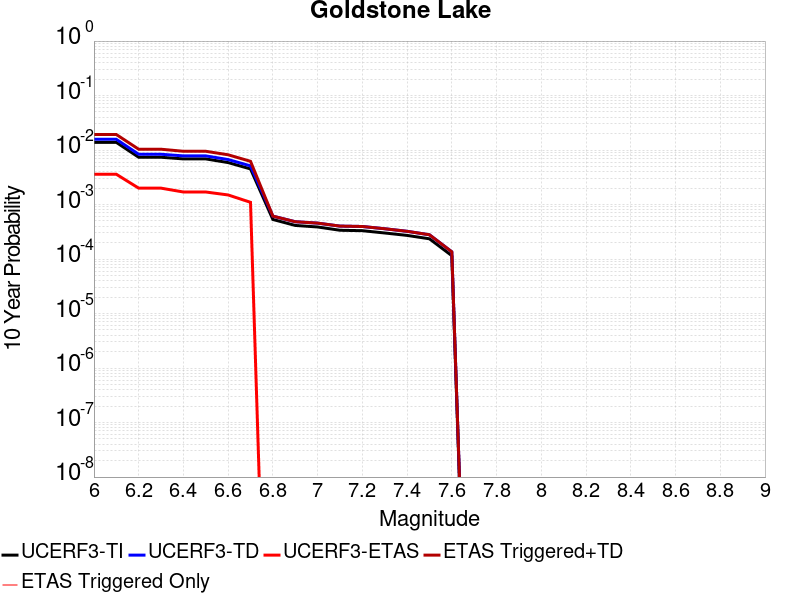 Goldstone Lake
10 Year Probability
10^0
10^-1
10^-2
10^-3
10^-4
10^-5
10^-6
10^-7
10^-8
6 6.2 6.4 6.6 6.8 7 7.2 7.4 7.6 7.8 8 8.2 8.4 8.6 8.8 9
Magnitude
UCERF3-TI UCERF3-TD UCERF3-ETAS ETAS Triggered+TD
ETAS Triggered Only